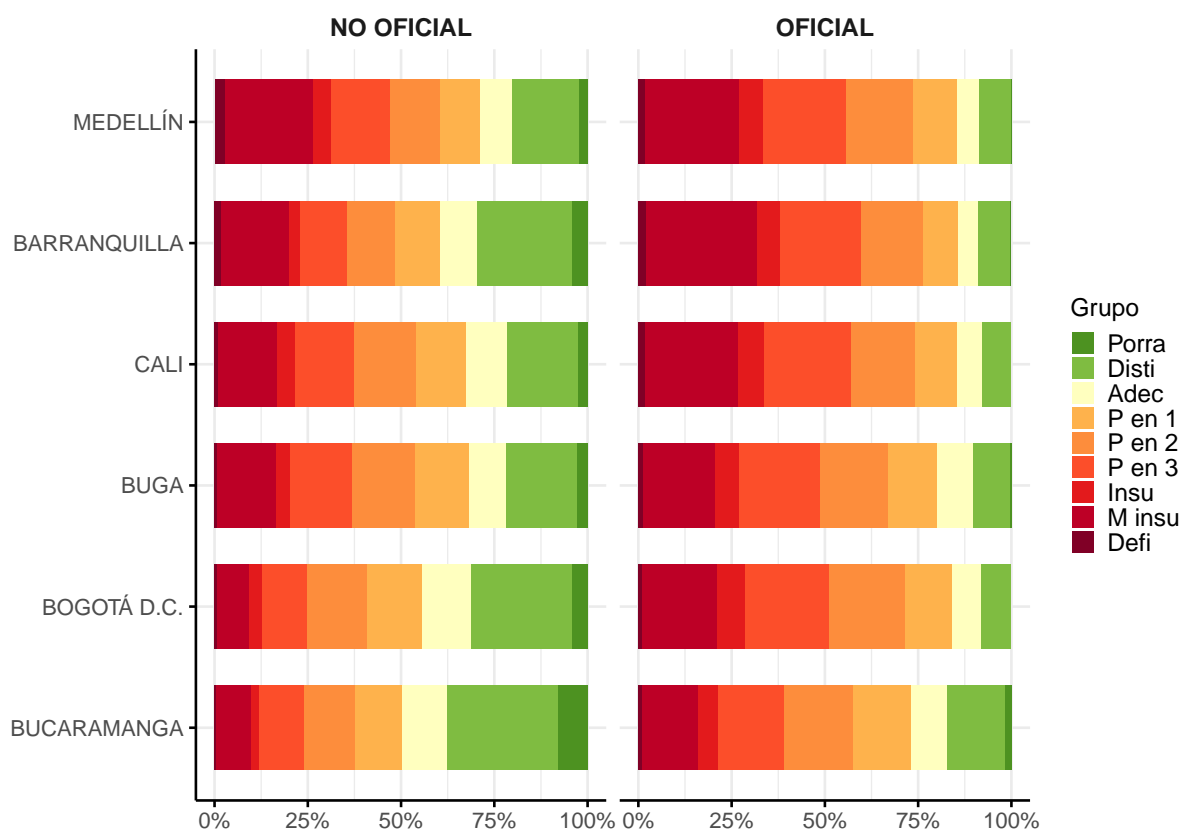 NO OFICIAL OFICIAL
MEDELLÍN
BARRANQUILLA
CALI
BUGA
BOGOTÁ D.C.
BUCARAMANGA
0% 25% 50% 75% 100% 0% 25% 50% 75% 100%
Grupo
Porra
Disti
Adec
P en 1
P en 2
P en 3
Insu
M insu
Defi